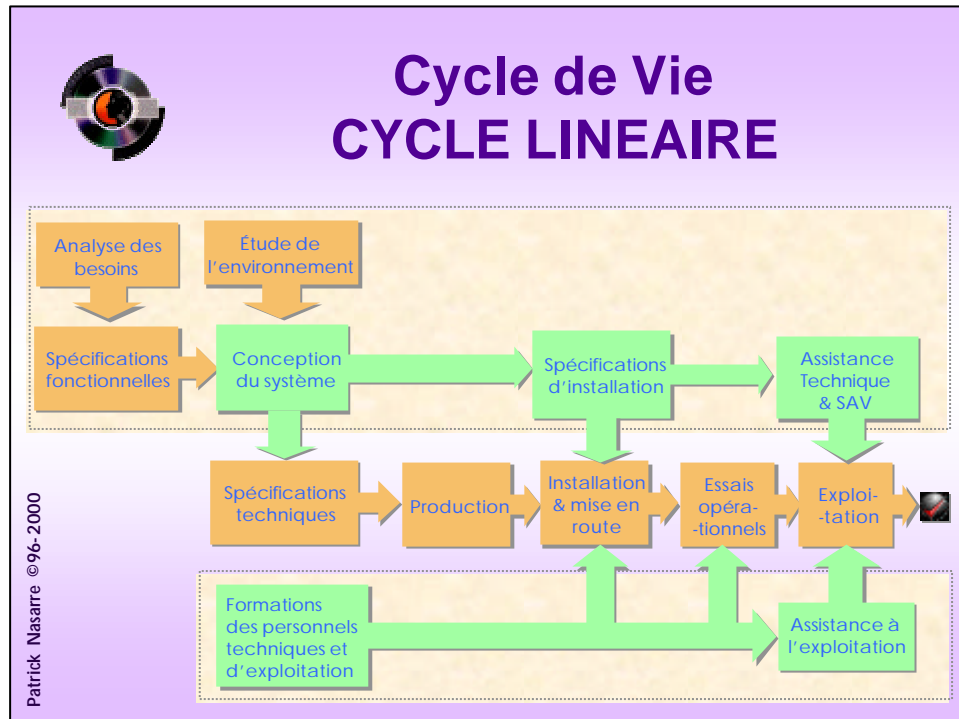 Cycle de Vie
CYCLE LINEAIRE
Analyse des
besoins
Étude de
l'environnement
Spécifications
fonctionnelles
Conception
du système
Spécifications
d'installation
Assistance
Technique
& SAV
Spécifications
techniques
Production
Installation
& mise en
route
Essais
opéra-
-tionnels
Exploi-
-tation
Formations
des personnels
techniques et
d'exploitation
Assistance à
l'exploitation
Patrick Nasarre ©96-2000